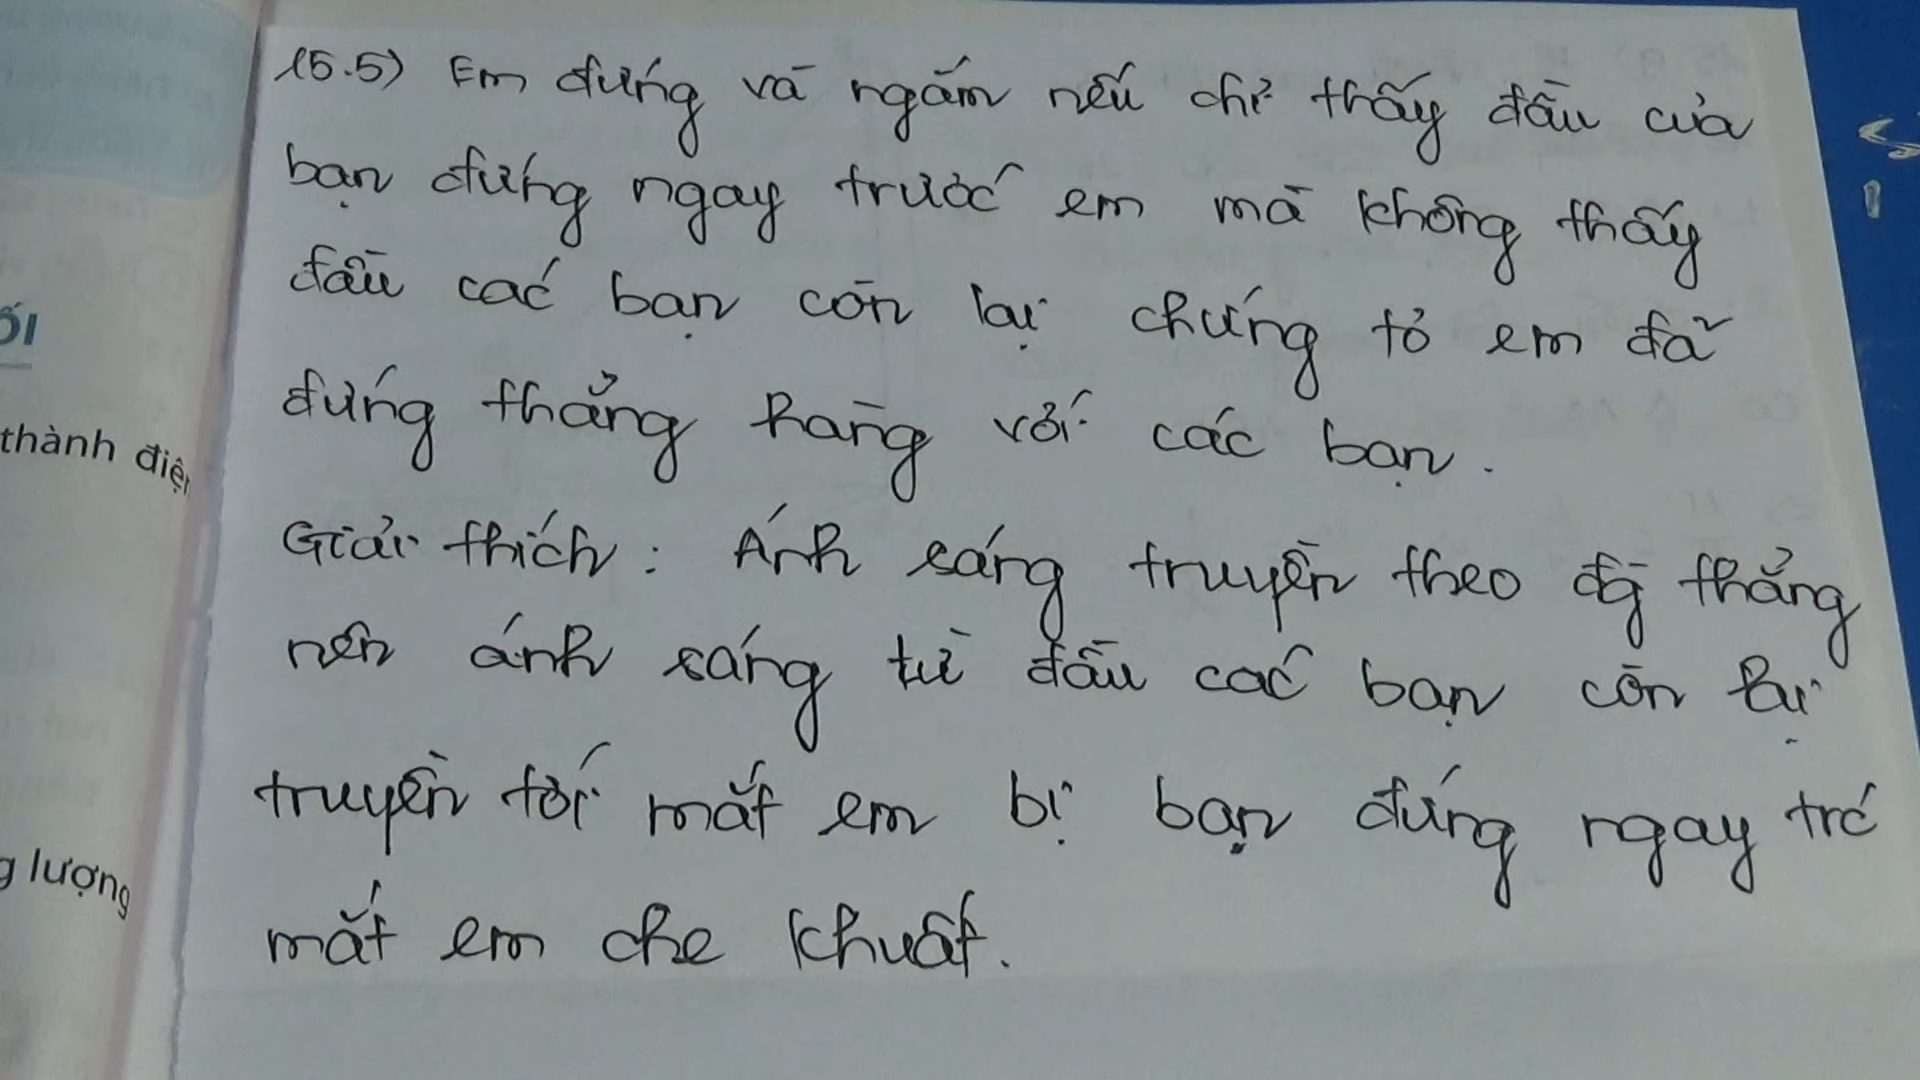 15.5) Em đứng và ngắm nếu chỉ thấy đầu của
bạn đứng ngay trước em mà không thấy
đầu các bạn còn lại chứng tỏ em đã
đứng thẳng hàng với các bạn.
Giải thích: Ánh sáng truyền theo đg thẳng
nên ánh sáng từ đầu các bạn còn lại
truyền tới mắt em bị bạn đứng ngay trc
mắt em che khuất.
ỐI
thành điện
g lượng